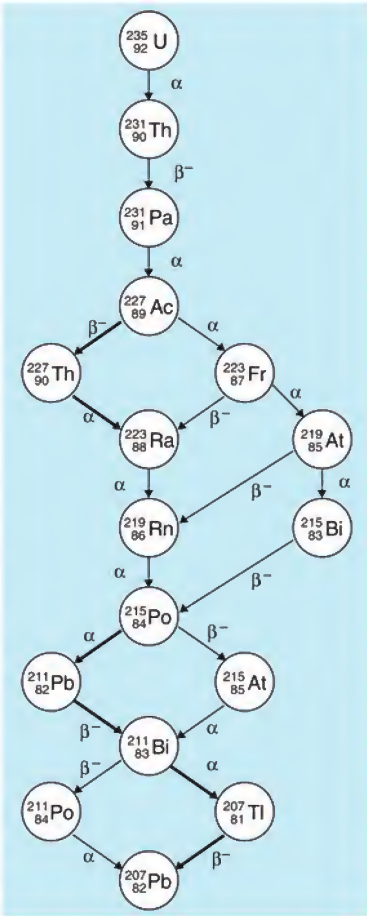 235 92 U
α
231 90 Th
β−
231 91 Pa
α
227 89 Ac
β− α
227 90 Th 223 87 Fr
α β− α
223 88 Ra 219 85 At
α β− α
219 86 Rn 215 83 Bi
α β−
215 84 Po
α β−
211 82 Pb 215 85 At
β− α
211 83 Bi
β− α
211 84 Po 207 81 Tl
α β−
207 82 Pb